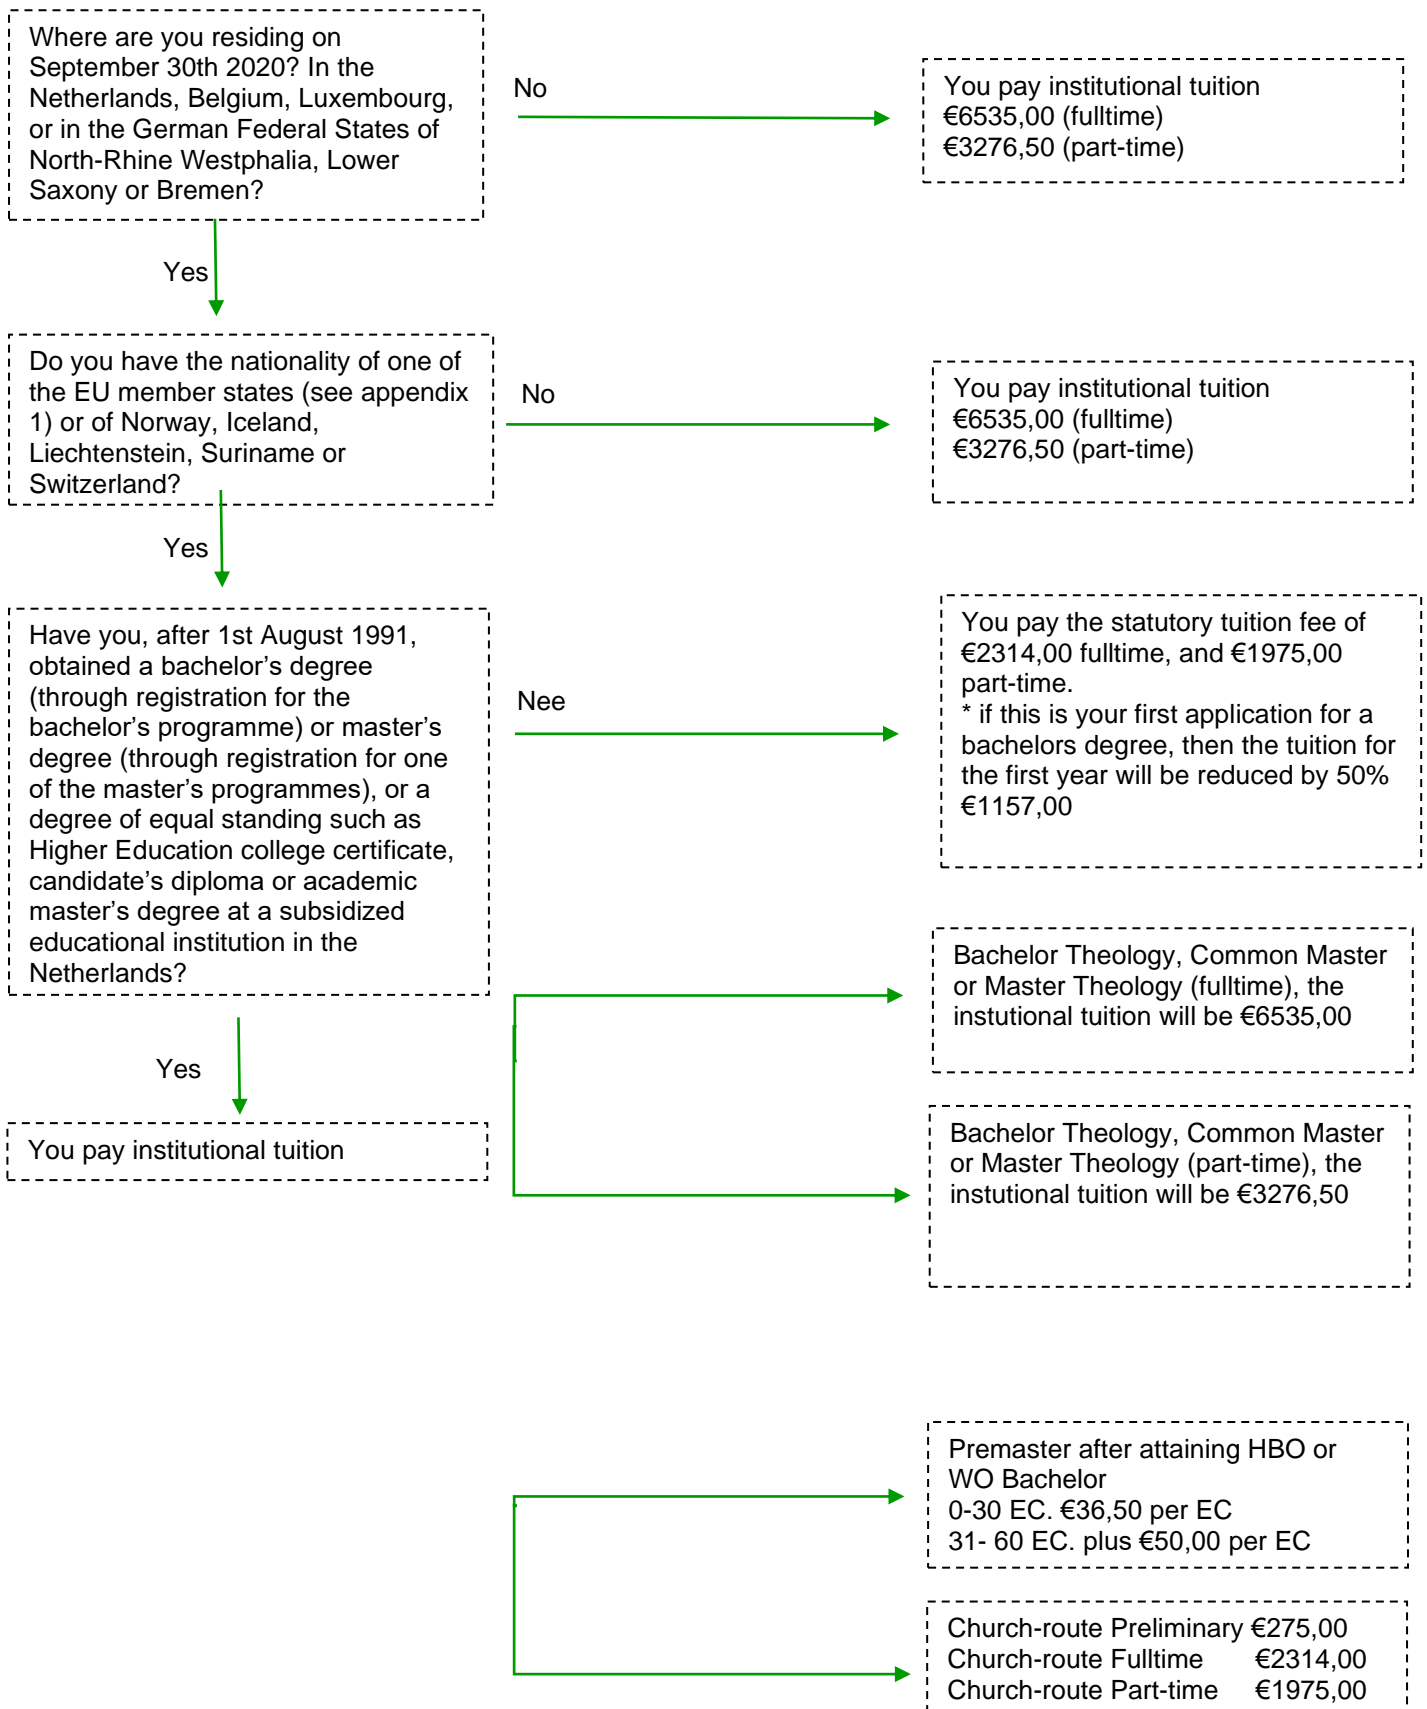 Where are you residing on
September 30th 2020? In the
Netherlands, Belgium, Luxembourg,
or in the German Federal States of
North-Rhine Westphalia, Lower
Saxony or Bremen?
No
You pay institutional tuition
€6535,00 (fulltime)
€3276,50 (part-time)
Yes
Do you have the nationality of one of
the EU member states (see appendix
1) or of Norway, Iceland,
Liechtenstein, Suriname or
Switzerland?
No
You pay institutional tuition
€6535,00 (fulltime)
€3276,50 (part-time)
Yes
Have you, after 1st August 1991,
obtained a bachelor’s degree
(through registration for the
bachelor’s programme) or master’s
degree (through registration for one
of the master’s programmes), or a
degree of equal standing such as
Higher Education college certificate,
candidate’s diploma or academic
master’s degree at a subsidized
educational institution in the
Netherlands?
Nee
You pay the statutory tuition fee of
€2314,00 fulltime, and €1975,00
part-time.
* if this is your first application for a
bachelors degree, then the tuition for
the first year will be reduced by 50%
€1157,00
Yes
You pay institutional tuition
Bachelor Theology, Common Master
or Master Theology (fulltime), the
instutional tuition will be €6535,00
Bachelor Theology, Common Master
or Master Theology (part-time), the
instutional tuition will be €3276,50
Premaster after attaining HBO or
WO Bachelor
0-30 EC. €36,50 per EC
31- 60 EC. plus €50,00 per EC
Church-route Preliminary €275,00
Church-route Fulltime €2314,00
Church-route Part-time €1975,00